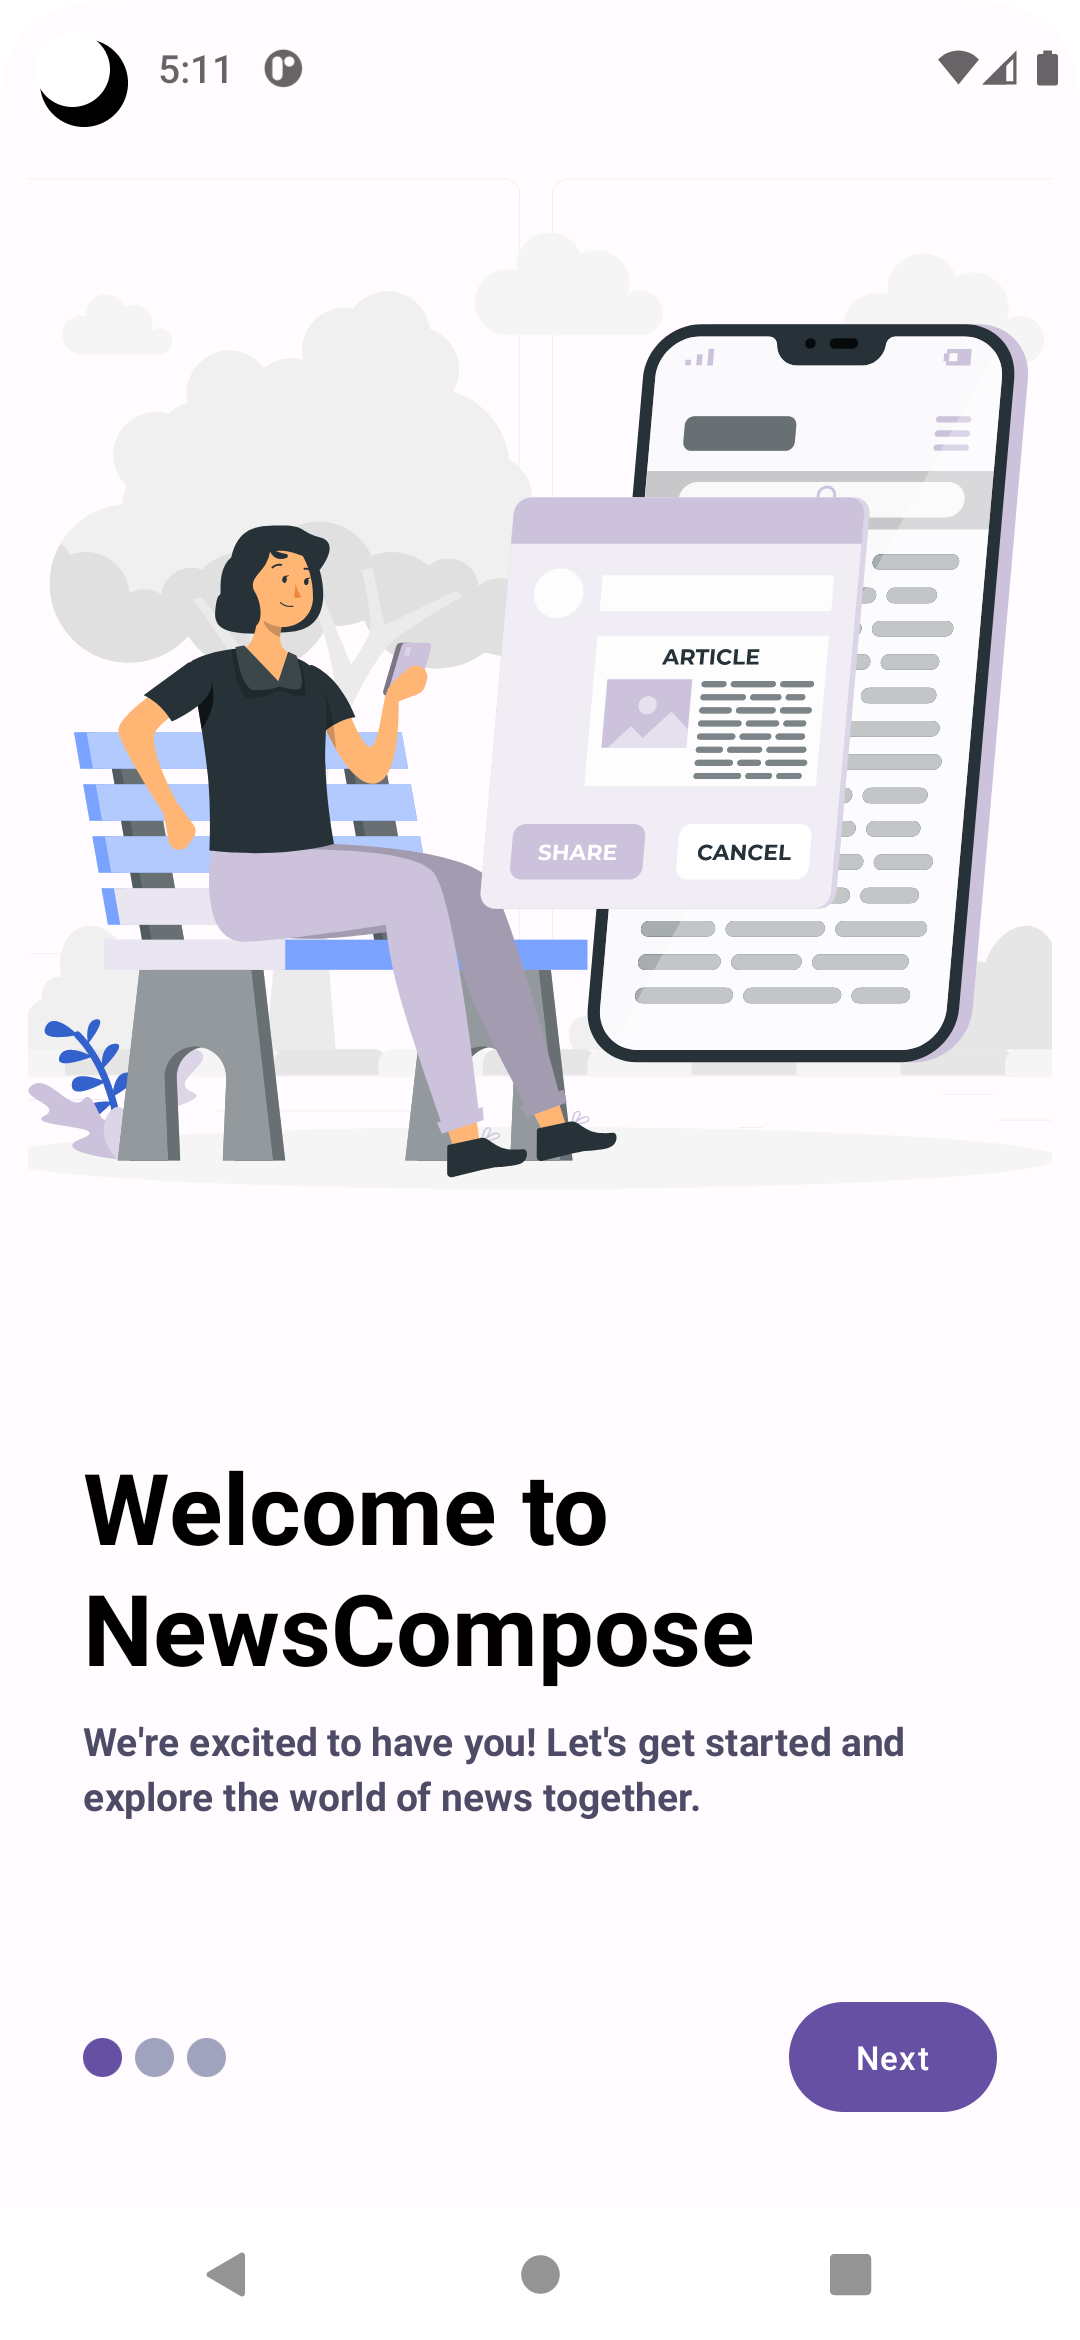 5:11
ARTICLE
SHARE
CANCEL
Welcome to
NewsCompose
We're excited to have you! Let's get started and
explore the world of news together.
Next